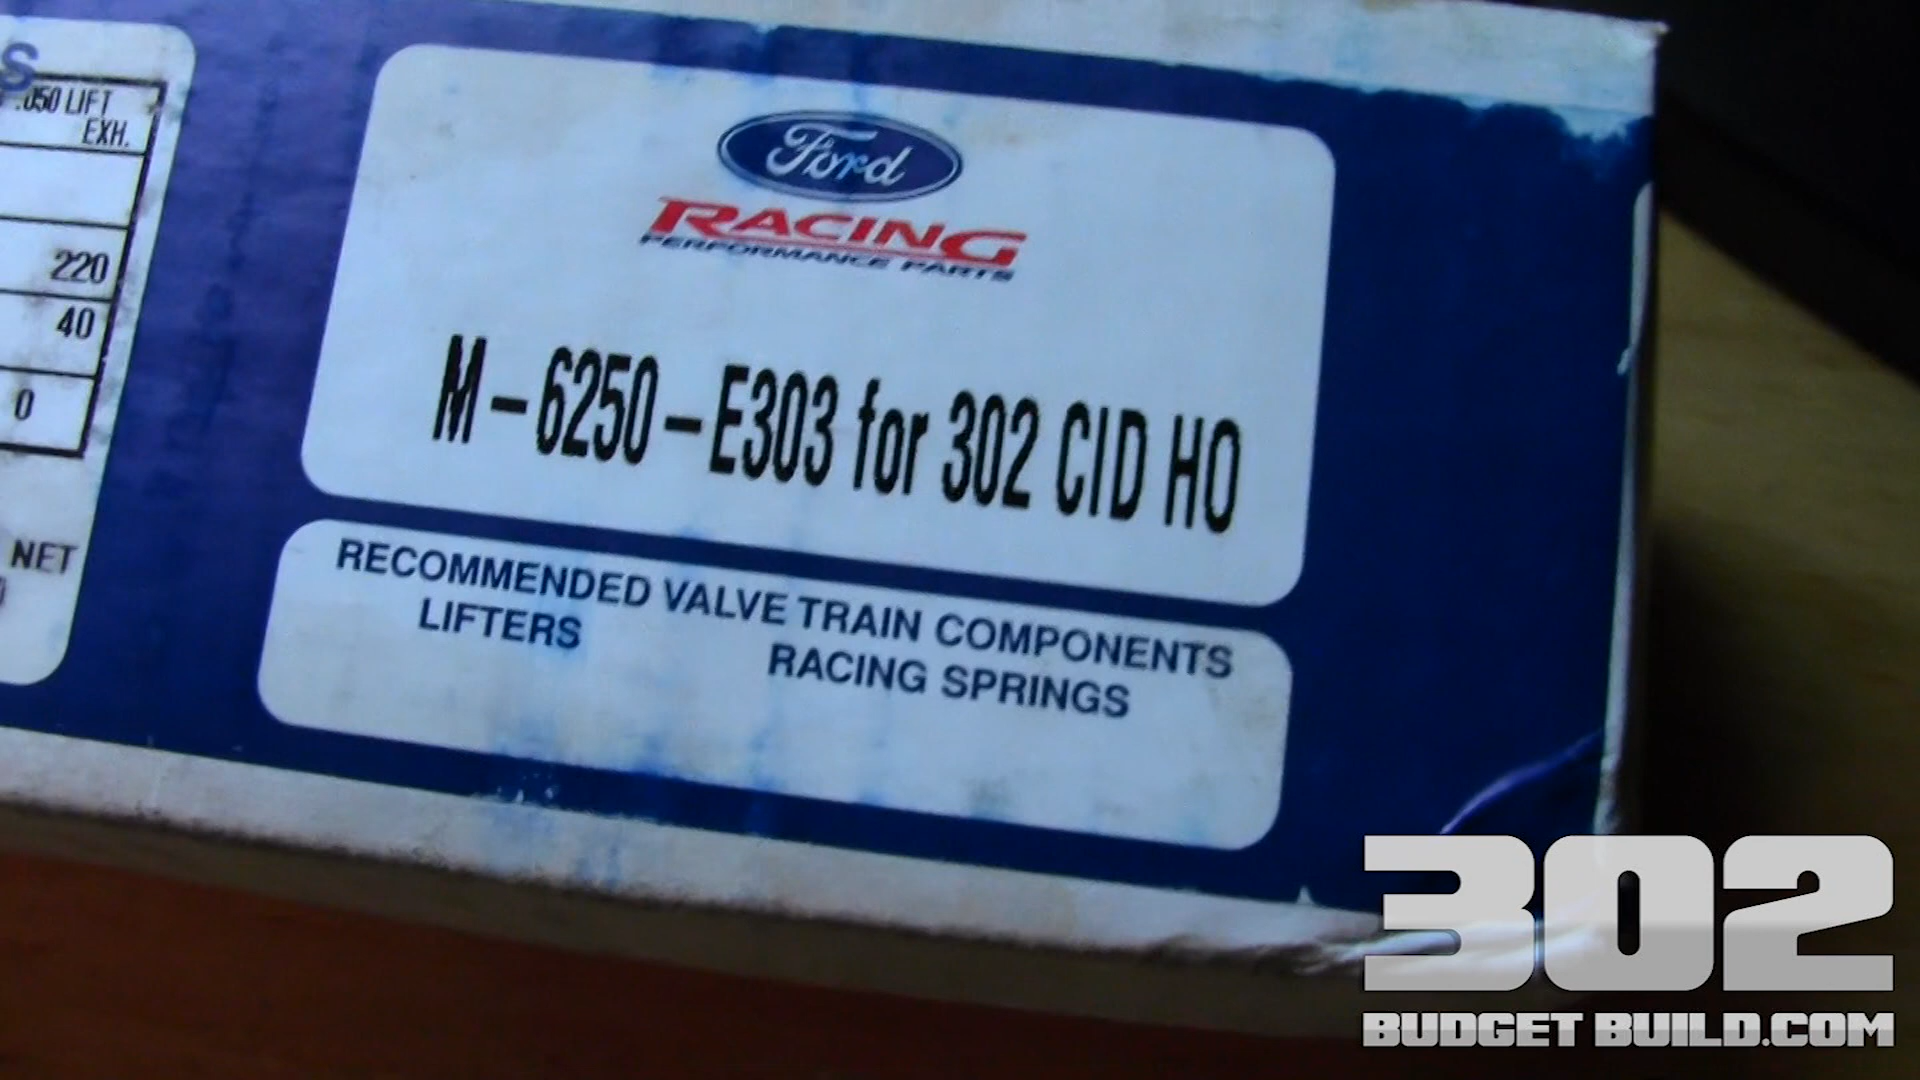 S
.050 LIFT
EXH.
220
40
0
NET
Ford
RACING
PERFORMANCE PARTS
M-6250-E303 for 302 CID HO
RECOMMENDED VALVE TRAIN COMPONENTS
LIFTERS RACING SPRINGS
302
BUDGET BUILD.COM